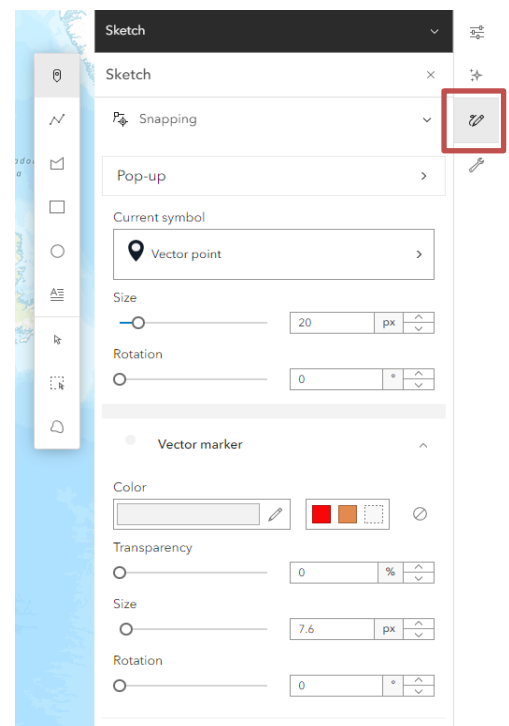 Sketch
Sketch
Snapping
Pop-up
Current symbol
Vector point
Size
20 px
Rotation
0 °
Vector marker
Color
Transparency
0 %
Size
7.6 px
Rotation
0 °